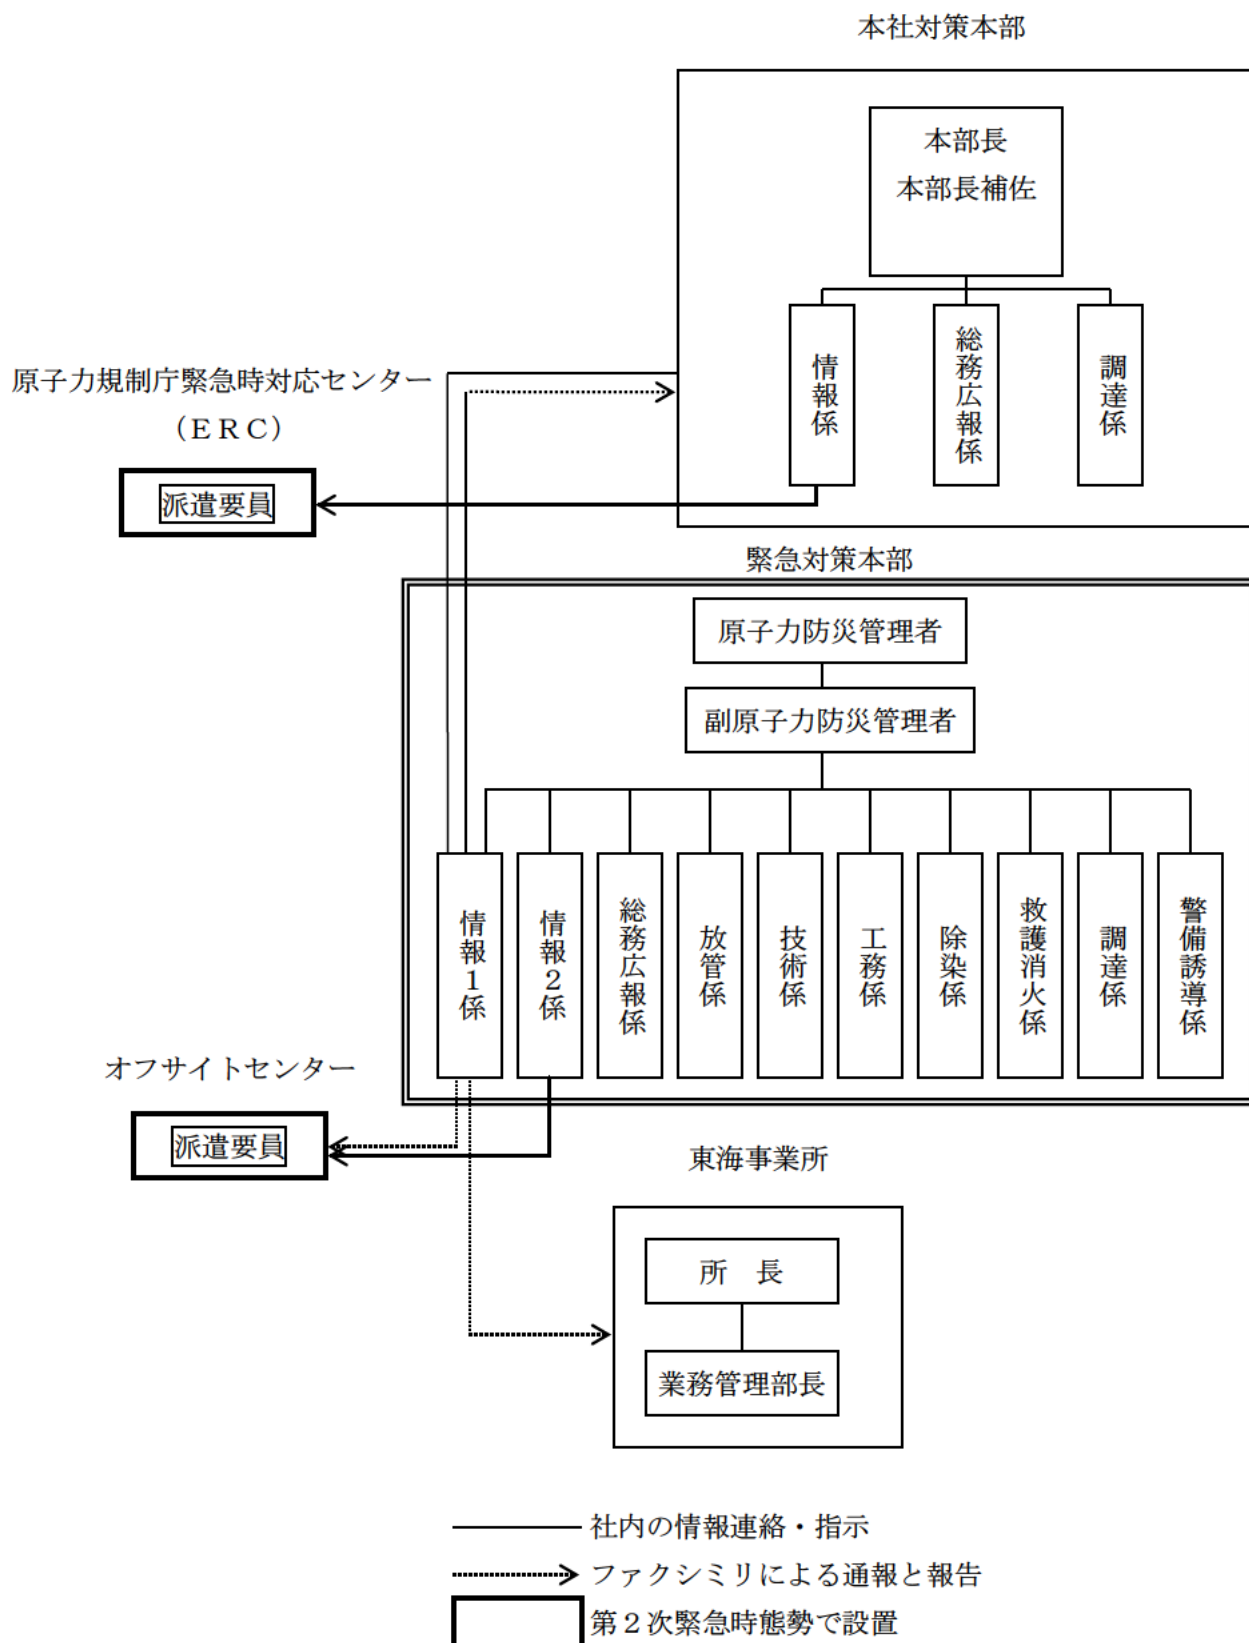 本社対策本部
本部長
本部長補佐
情報係
総務広報係
調達係
原子力規制庁緊急時対応センター
（ＥＲＣ）
派遣要員
緊急対策本部
原子力防災管理者
副原子力防災管理者
情報１係
情報２係
総務広報係
放管係
技術係
工務係
除染係
救護消火係
調達係
警備誘導係
オフサイトセンター
派遣要員
東海事業所
所　長
業務管理部長
社内の情報連絡・指示
ファクシミリによる通報と報告
第２次緊急時態勢で設置